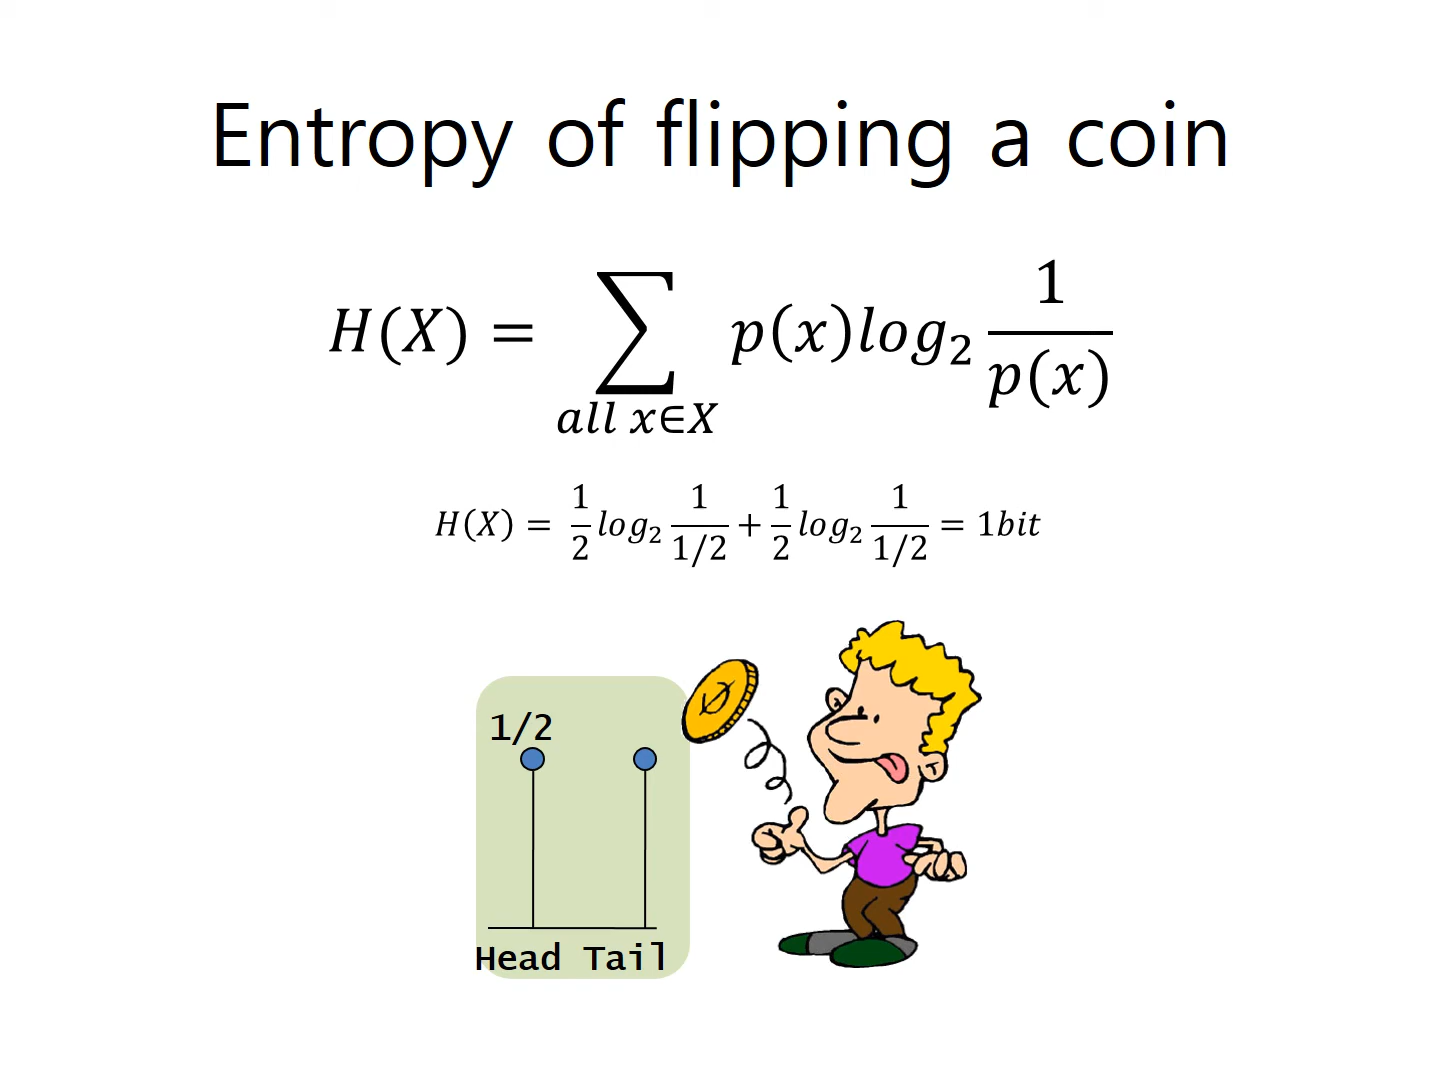 Entropy of flipping a coin
H(X) = ∑ all x∈X p(x)log₂ 1/p(x)
H(X) = 1/2 log₂ 1/(1/2) + 1/2 log₂ 1/(1/2) = 1bit
1/2
Head Tail